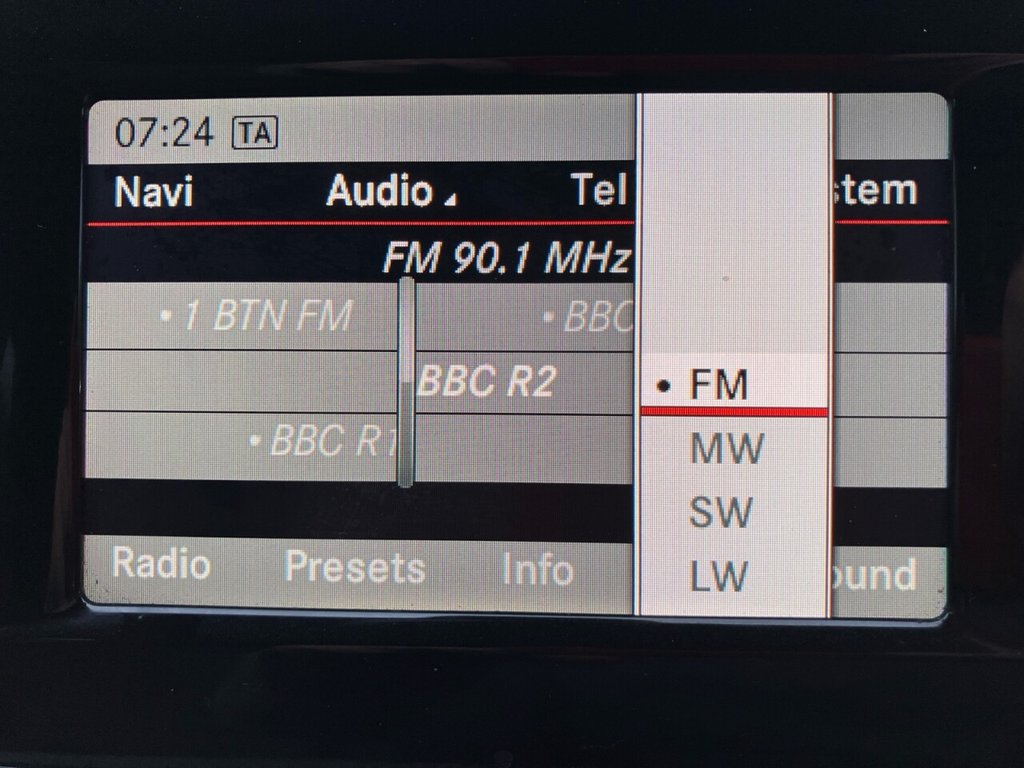 07:24 TA
Navi Audio Tel stem
FM 90.1 MHz
• 1 BTN FM • BBC
BBC R2
• BBC R1
• FM
MW
SW
LW
Radio Presets Info ound